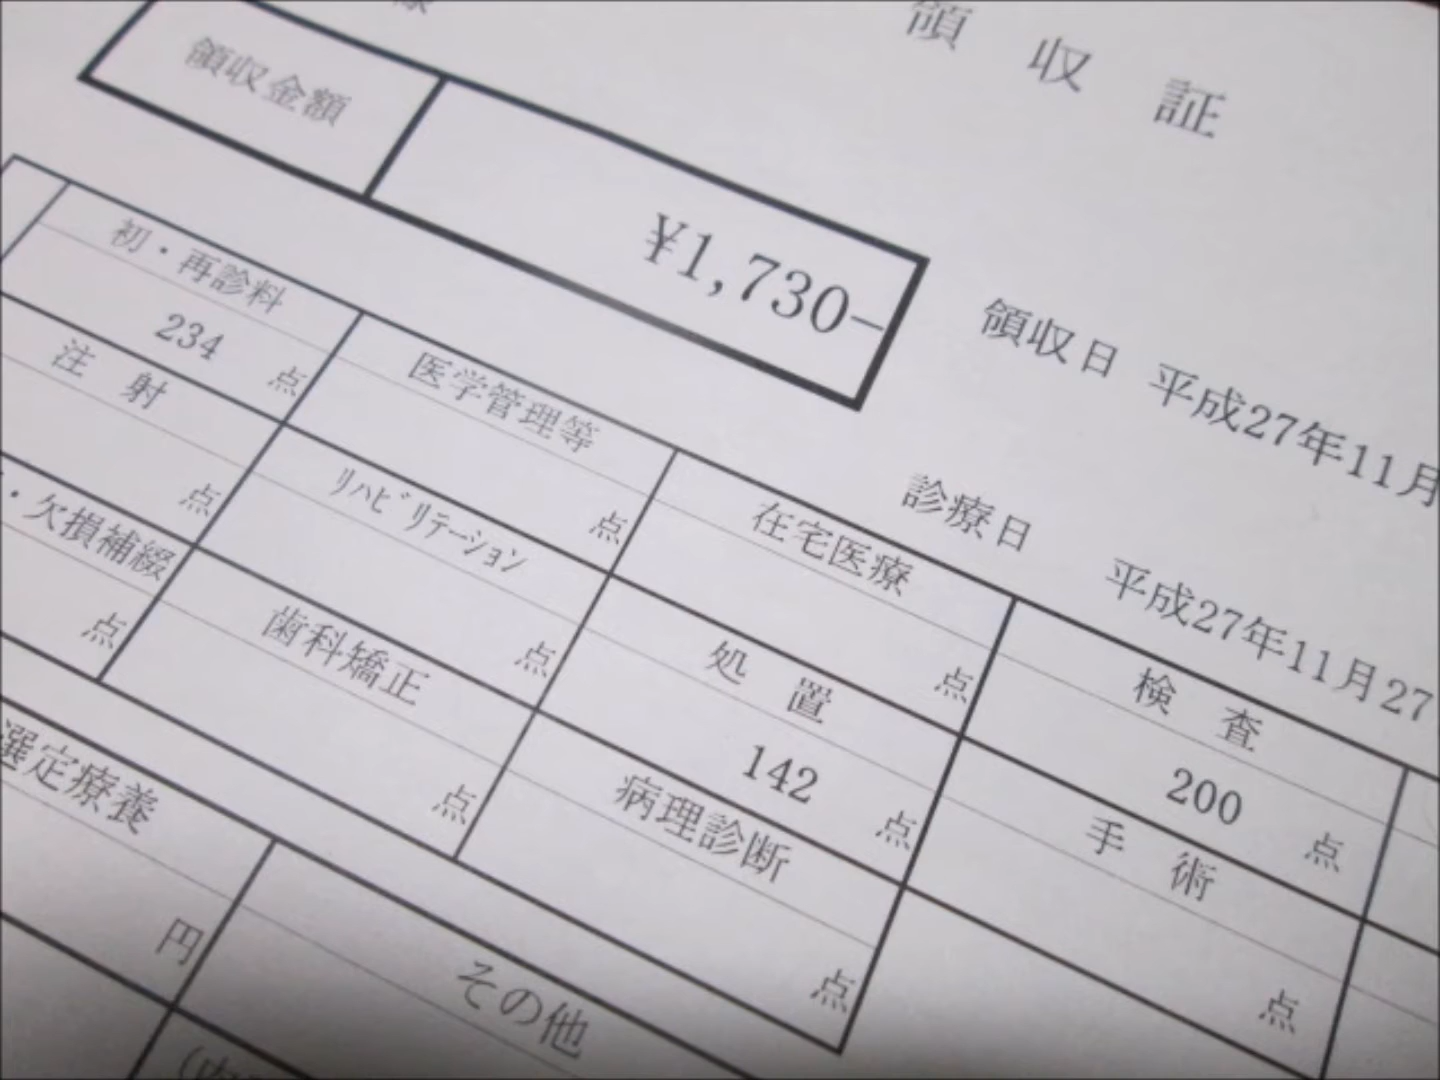 様
領収証
領収金額
¥1,730-
領収日 平成27年11月
診療日 平成27年11月27
初・再診料
234 点
医学管理等
点
在宅医療
点
検査
200 点
注射
点
リハビリテーション
点
処置
142 点
手術
点
・欠損補綴
点
歯科矯正
点
病理診断
点
選定療養
円
その他